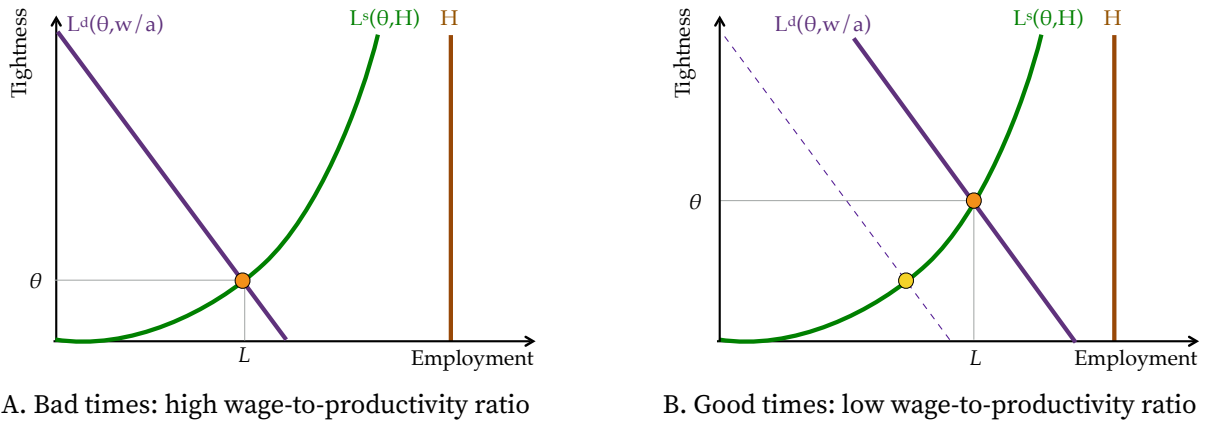 Tightness
Lᵈ(θ,w/a)
Lˢ(θ,H)
H
θ
L
Employment
A. Bad times: high wage-to-productivity ratio
Tightness
Lᵈ(θ,w/a)
Lˢ(θ,H)
H
θ
L
Employment
B. Good times: low wage-to-productivity ratio